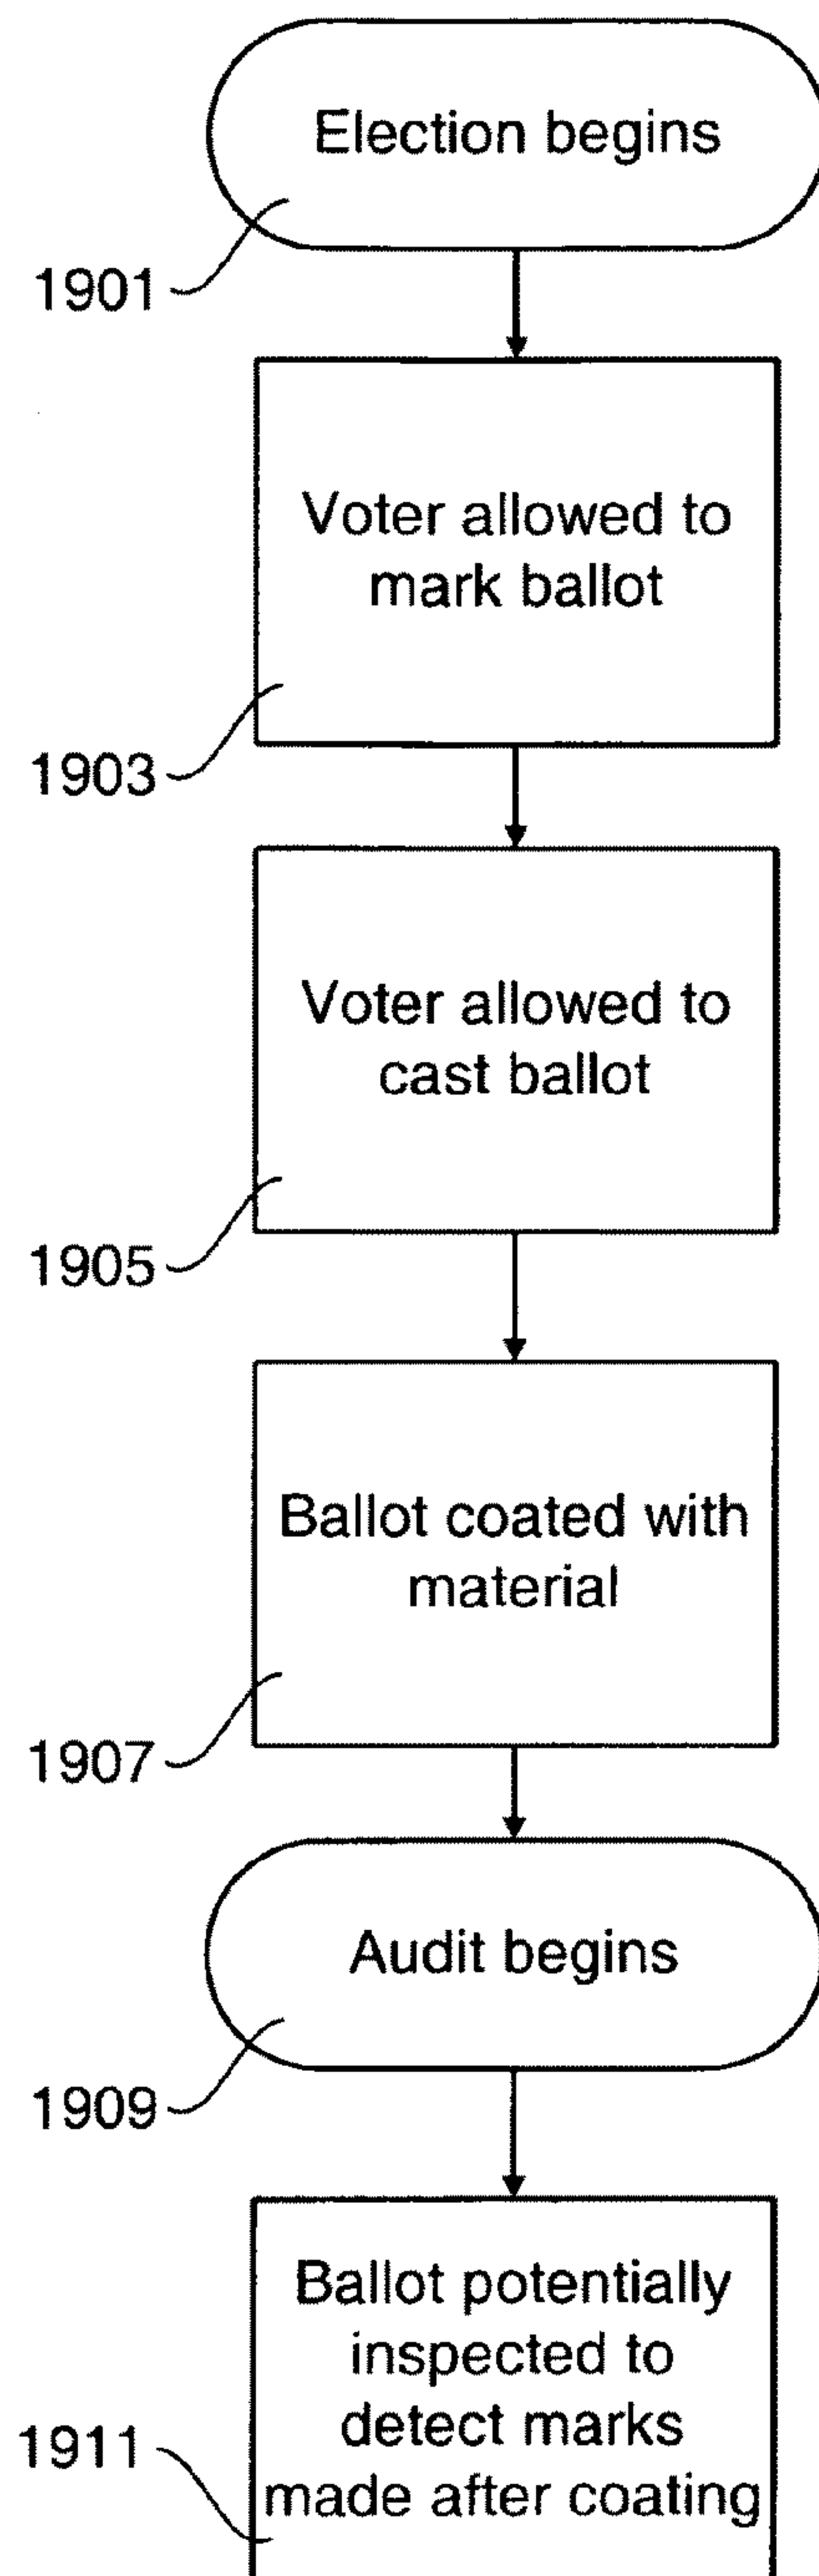 Election begins
1901
Voter allowed to
mark ballot
1903
Voter allowed to
cast ballot
1905
Ballot coated with
material
1907
Audit begins
1909
Ballot potentially
inspected to
detect marks
made after coating
1911